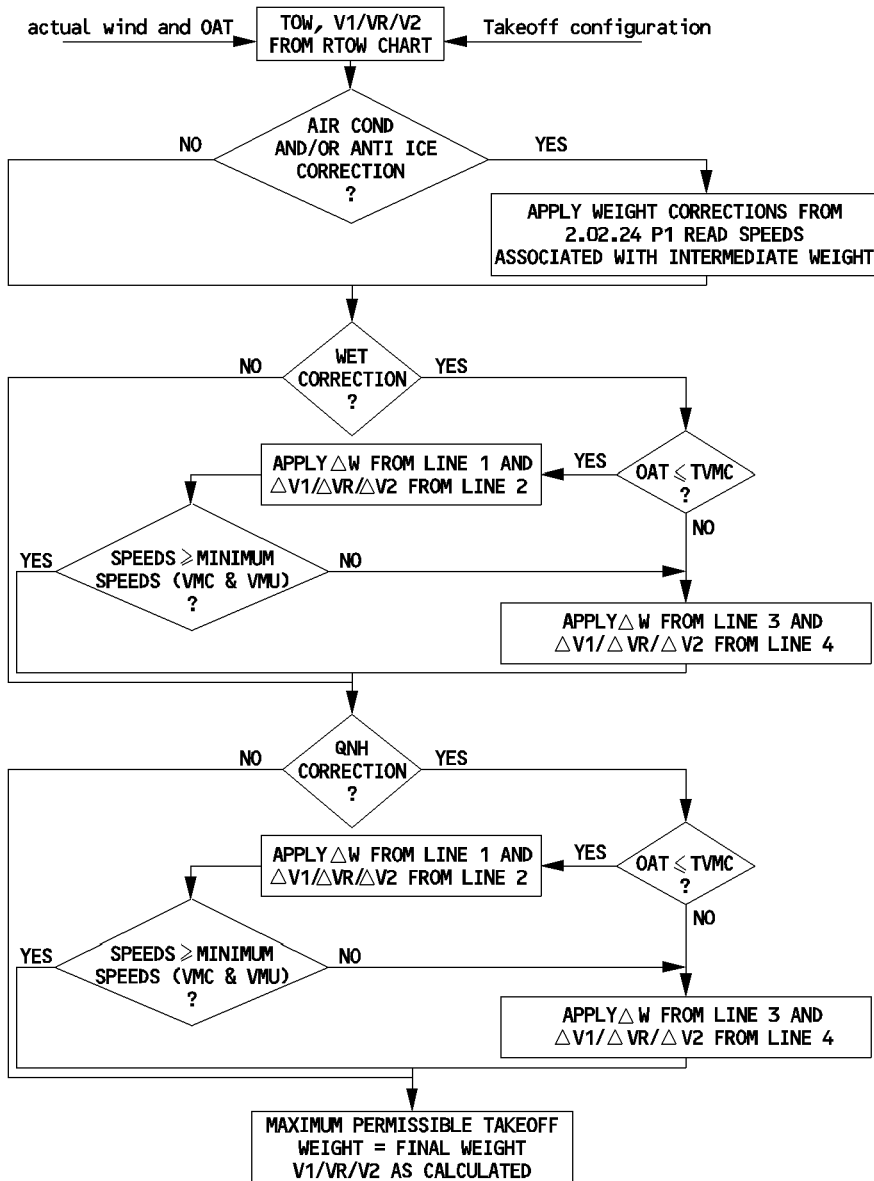 actual wind and OAT
TOW, V1/VR/V2
FROM RTOW CHART
Takeoff configuration
AIR COND
AND/OR ANTI ICE
CORRECTION
?
NO
YES
APPLY WEIGHT CORRECTIONS FROM
2.02.24 P1 READ SPEEDS
ASSOCIATED WITH INTERMEDIATE WEIGHT
WET
CORRECTION
?
NO
YES
OAT ⩽ TVMC
?
YES
NO
APPLY △ W FROM LINE 1 AND
△V1/△VR/△V2 FROM LINE 2
SPEEDS ⩾ MINIMUM
SPEEDS (VMC & VMU)
?
YES
NO
APPLY △ W FROM LINE 3 AND
△V1/△VR/△V2 FROM LINE 4
QNH
CORRECTION
?
NO
YES
OAT ⩽ TVMC
?
YES
NO
APPLY △ W FROM LINE 1 AND
△V1/△VR/△V2 FROM LINE 2
SPEEDS ⩾ MINIMUM
SPEEDS (VMC & VMU)
?
YES
NO
APPLY △ W FROM LINE 3 AND
△V1/△VR/△V2 FROM LINE 4
MAXIMUM PERMISSIBLE TAKEOFF
WEIGHT = FINAL WEIGHT
V1/VR/V2 AS CALCULATED